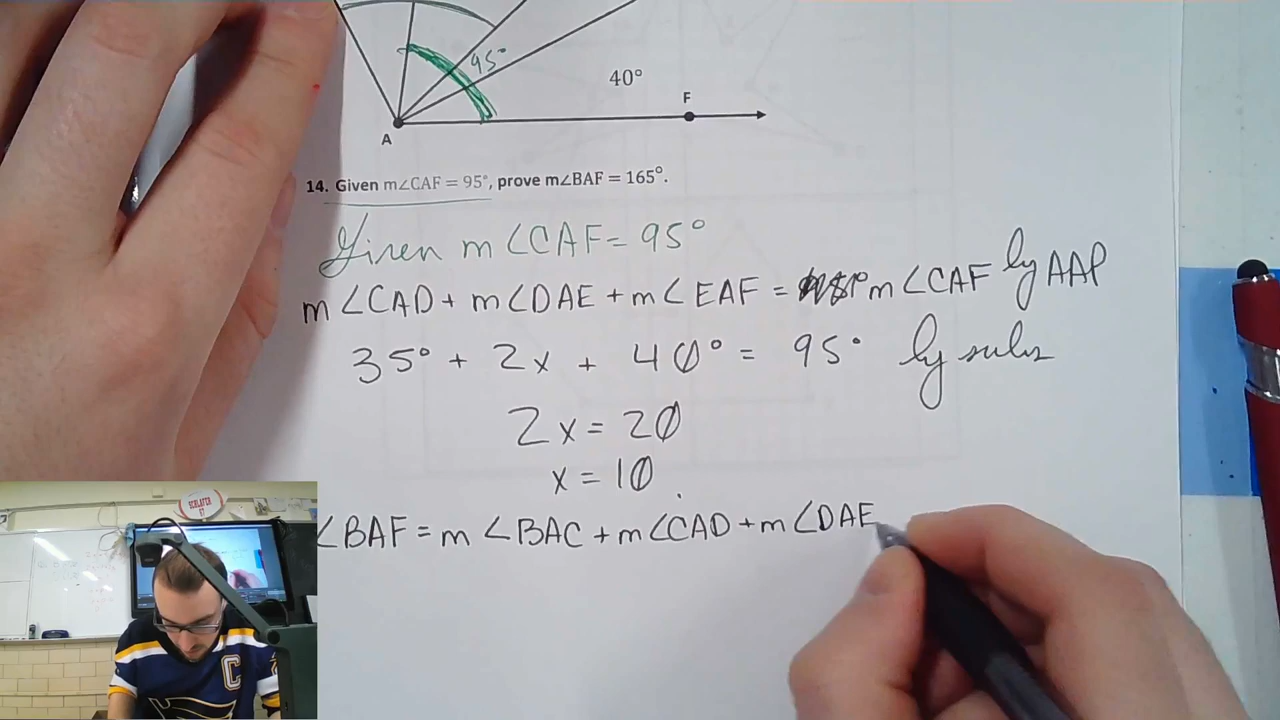 95°
40°
F
A
14. Given m∠CAF = 95°, prove m∠BAF = 165°.
Given m∠CAF = 95°
m∠CAD + m∠DAE + m∠EAF = m∠CAF by AAP
35° + 2x + 40° = 95° by subs
2x = 20
x = 10
∠BAF = m∠BAC + m∠CAD + m∠DAE
C